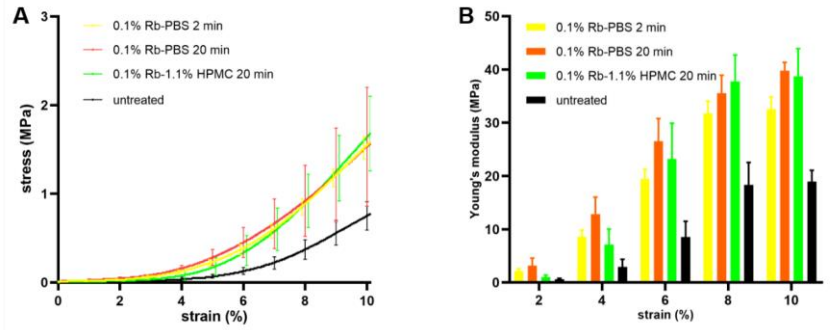 A
0.1% Rb-PBS 2 min
0.1% Rb-PBS 20 min
0.1% Rb-1.1% HPMC 20 min
untreated
stress (MPa)
3
2
1
0
0 2 4 6 8 10
strain (%)
B
0.1% Rb-PBS 2 min
0.1% Rb-PBS 20 min
0.1% Rb-1.1% HPMC 20 min
untreated
Young's modulus (MPa)
50
40
30
20
10
0
2 4 6 8 10
strain (%)